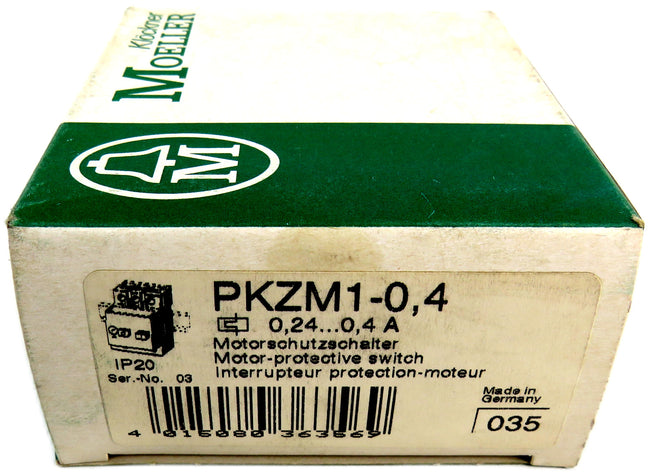 Klöckner
MOELLER
M
PKZM1-0,4
0,24...0,4 A
Motorschutzschalter
Motor-protective switch
Interrupteur protection-moteur
IP20
Ser.-No. 03
Made in
Germany
4 015080 363569
035